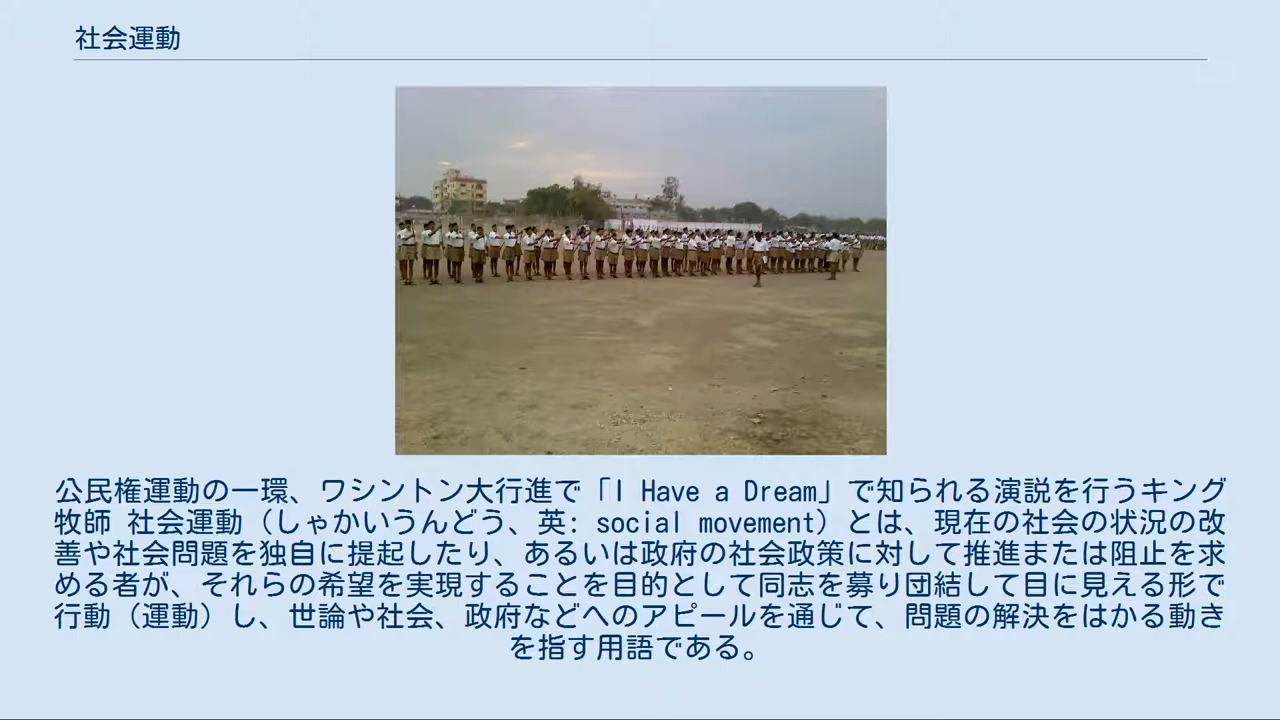 社会運動
公民権運動の一環、ワシントン大行進で「I Have a Dream」で知られる演説を行うキング
牧師 社会運動（しゃかいうんどう、英: social movement）とは、現在の社会の状況の改
善や社会問題を独自に提起したり、あるいは政府の社会政策に対して推進または阻止を求
める者が、それらの希望を実現することを目的として同志を募り団結して目に見える形で
行動（運動）し、世論や社会、政府などへのアピールを通じて、問題の解決をはかる動き
を指す用語である。